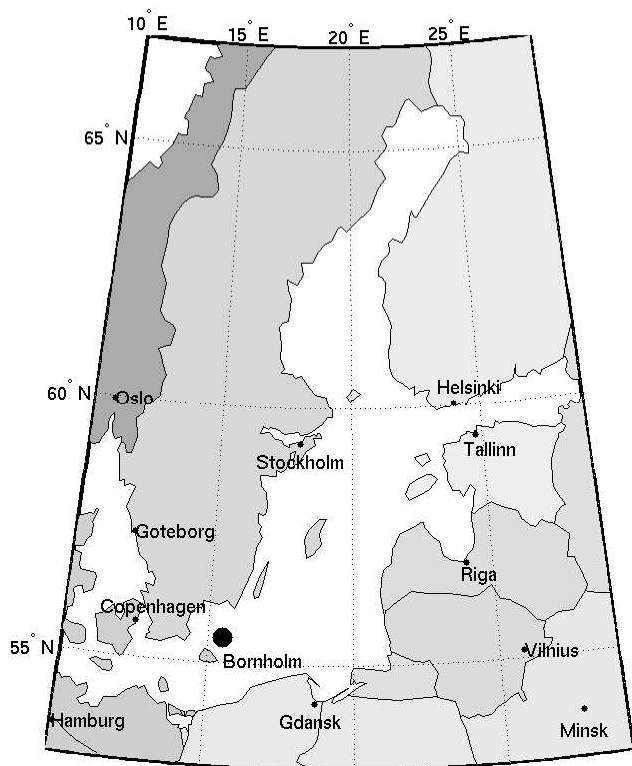 10° E
15° E
20° E
25° E
65° N
60° N
Oslo
Helsinki
Tallinn
Stockholm
Goteborg
Riga
Copenhagen
55° N
Vilnius
Bornholm
Hamburg
Gdansk
Minsk